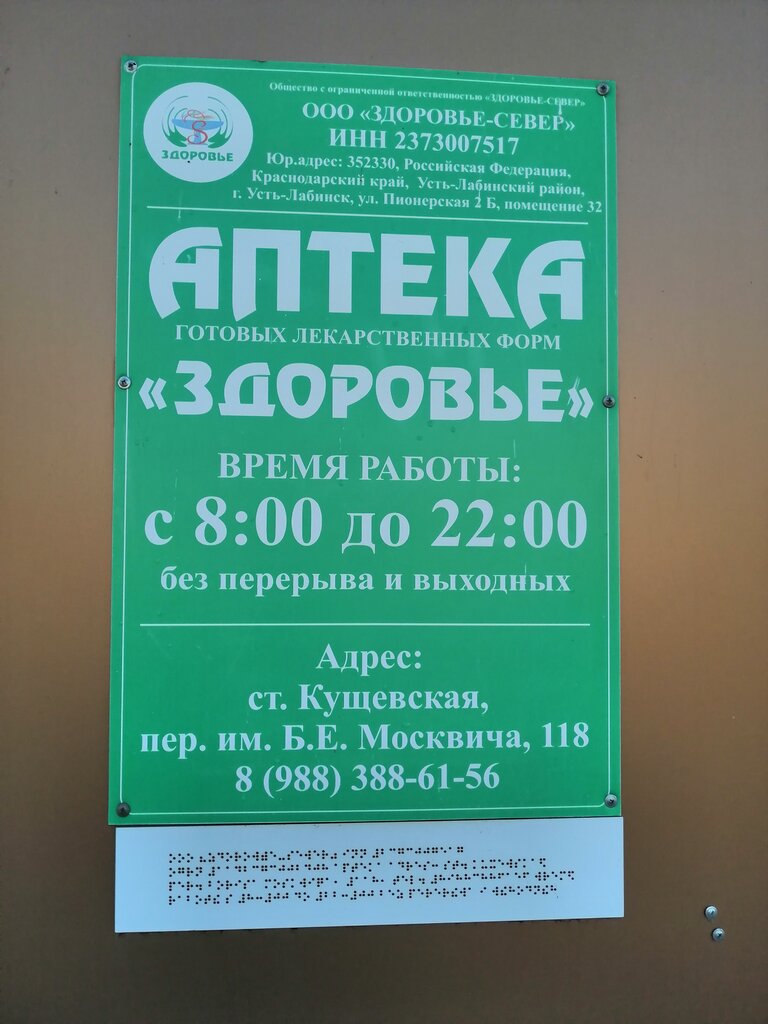 Общество с ограниченной ответственностью «ЗДОРОВЬЕ-СЕВЕР»
ООО «ЗДОРОВЬЕ-СЕВЕР»
ИНН 2373007517
ЗДОРОВЬЕ
Юр.адрес: 352330, Российская Федерация,
Краснодарский край, Усть-Лабинский район,
г. Усть-Лабинск, ул. Пионерская 2 Б, помещение 32
АПТЕКА
ГОТОВЫХ ЛЕКАРСТВЕННЫХ ФОРМ
«ЗДОРОВЬЕ»
ВРЕМЯ РАБОТЫ:
с 8:00 до 22:00
без перерыва и выходных
Адрес:
ст. Кущевская,
пер. им. Б.Е. Москвича, 118
8 (988) 388-61-56